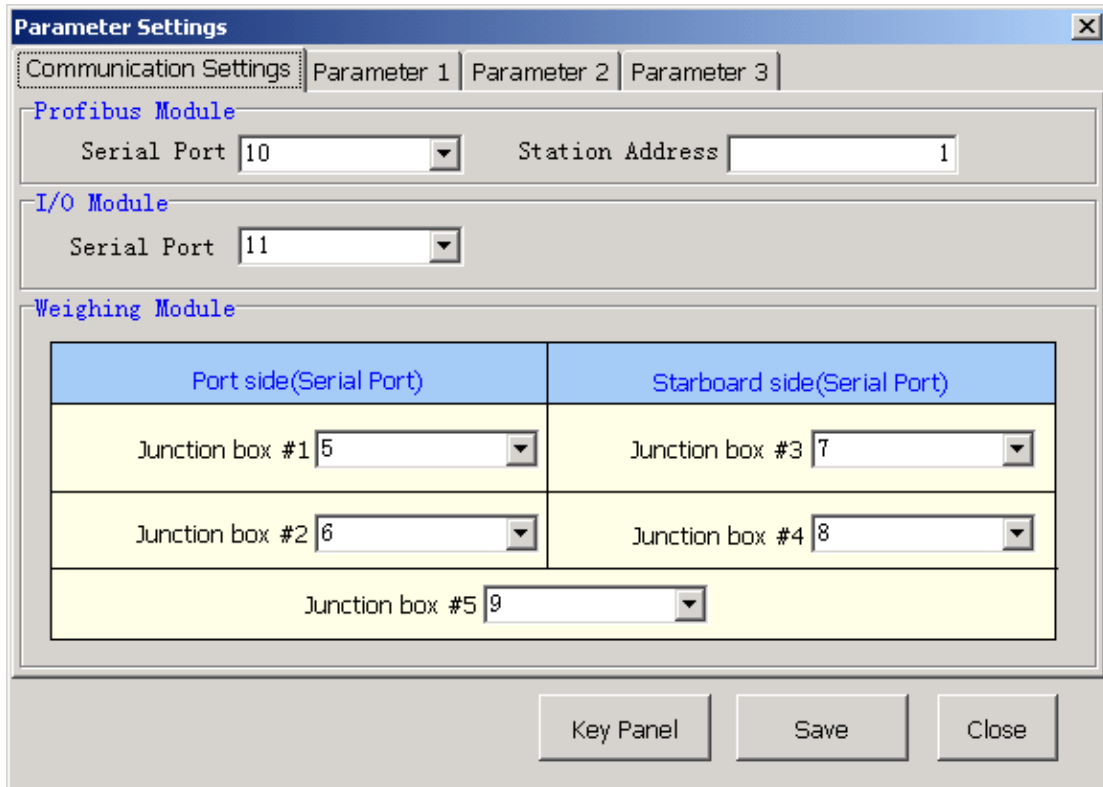 Parameter Settings
Communication Settings Parameter 1 Parameter 2 Parameter 3
Profibus Module
Serial Port 10 Station Address 1
I/O Module
Serial Port 11
Weighing Module
Port side(Serial Port) Starboard side(Serial Port)
Junction box #1 5 Junction box #3 7
Junction box #2 6 Junction box #4 8
Junction box #5 9
Key Panel Save Close